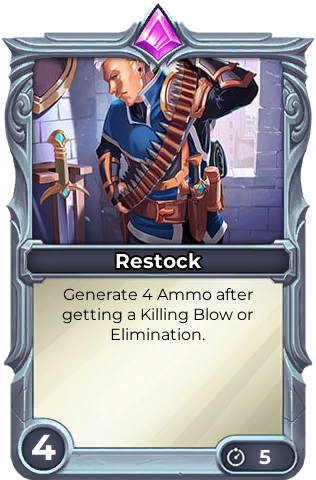 Restock
Generate 4 Ammo after
getting a Killing Blow or
Elimination.
4
5